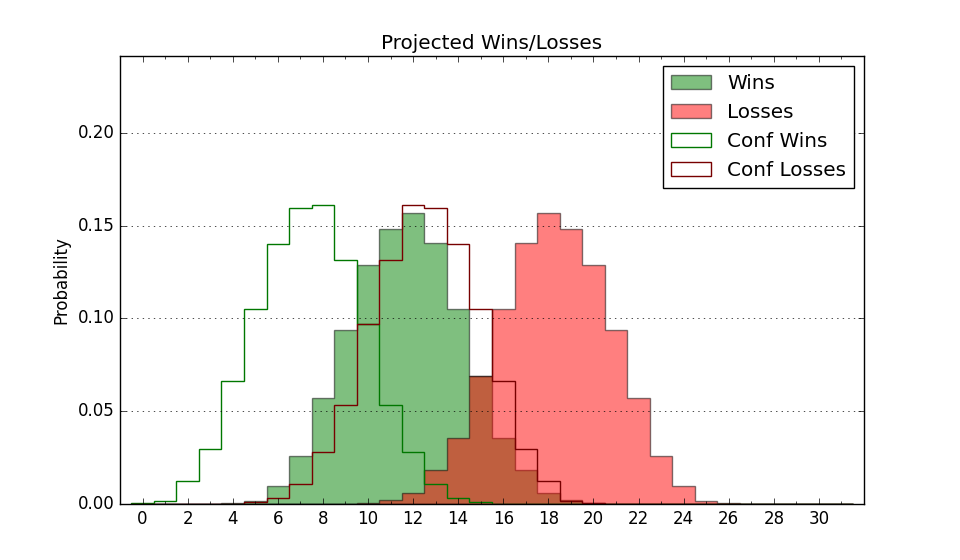 Projected Wins/Losses
Wins
Losses
Conf Wins
Conf Losses
Probability
0.20
0.15
0.10
0.05
0.00
0 2 4 6 8 10 12 14 16 18 20 22 24 26 28 30